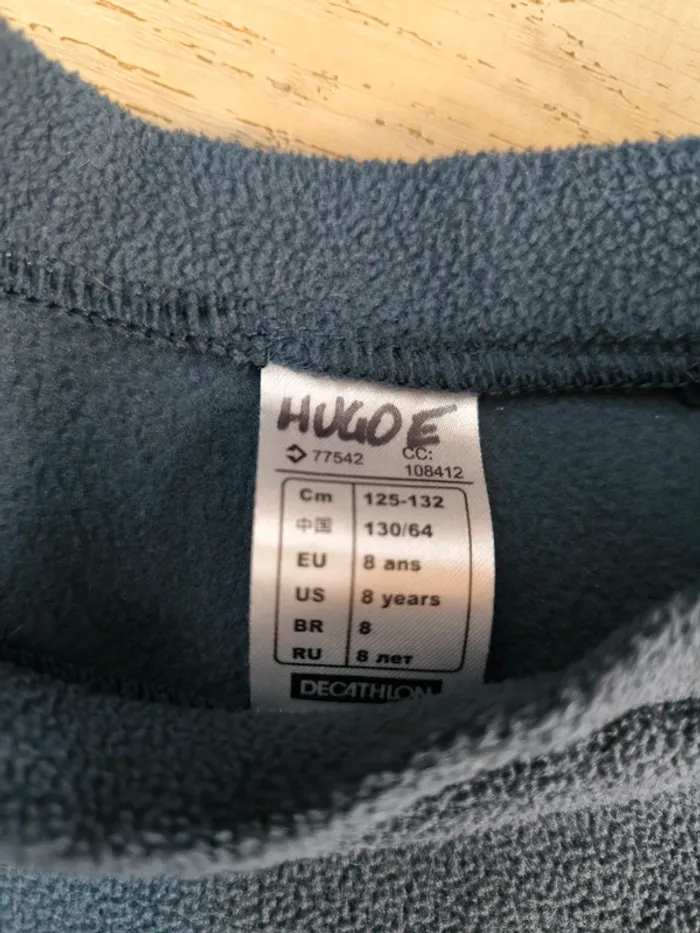 HUGO E
77542 CC:
108412
Cm 125-132
中国 130/64
EU 8 ans
US 8 years
BR 8
RU 8 лет
DECATHLON